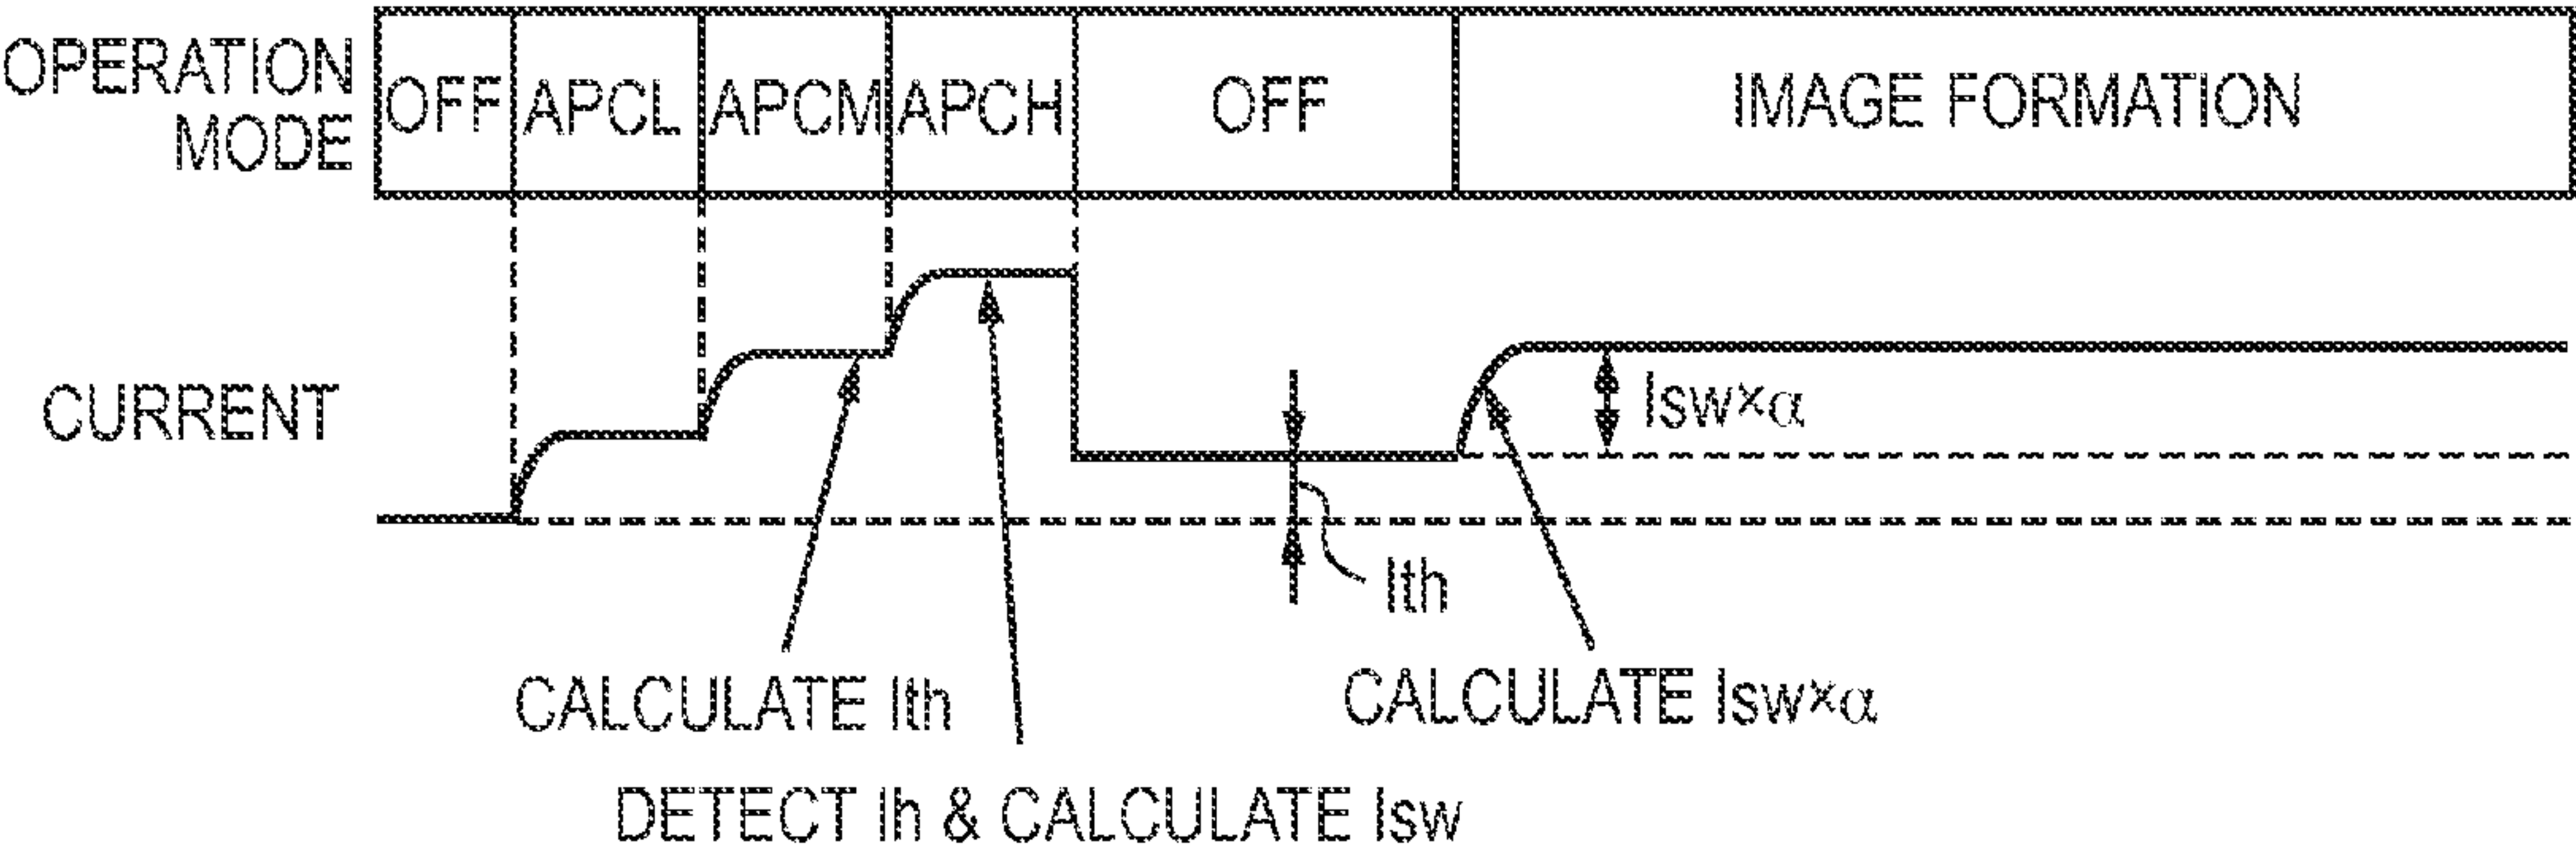 OPERATION
MODE
OFF
APCL
APCM
APCH
OFF
IMAGE FORMATION
CURRENT
Isw×α
Ith
CALCULATE Ith
CALCULATE Isw×α
DETECT Ih & CALCULATE Isw